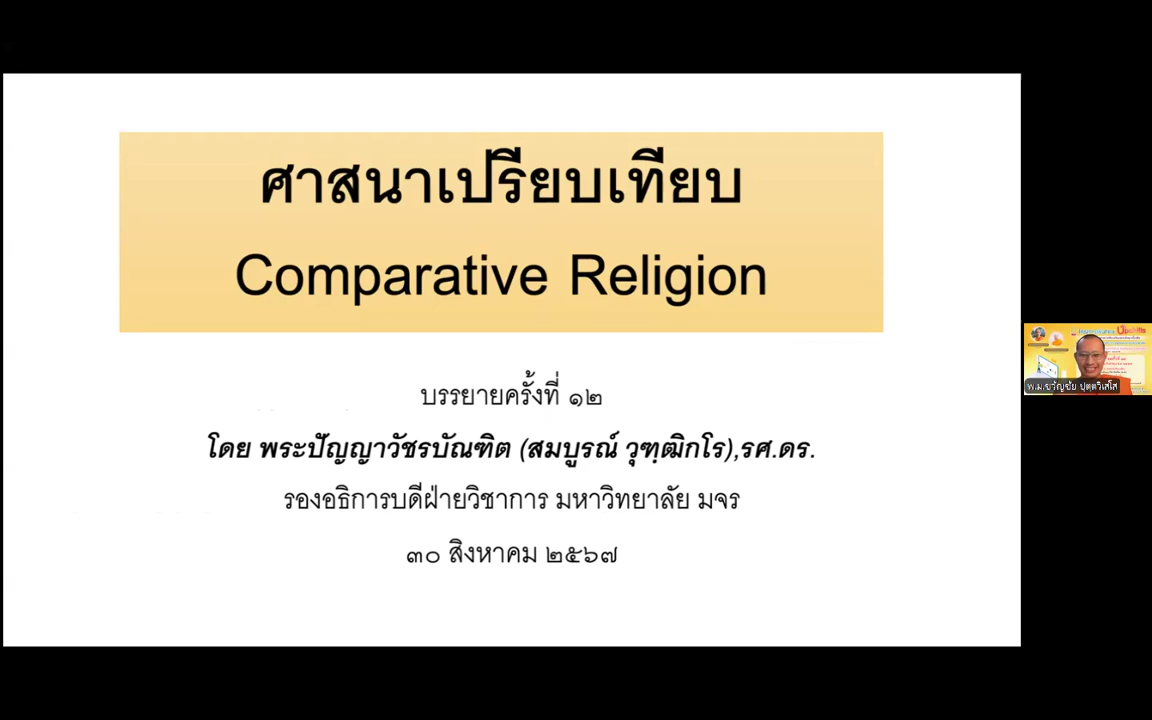 ศาสนาเปรียบเทียบ
Comparative Religion
บรรยายครั้งที่ ๑๒
โดย พระปัญญาวัชรบัณฑิต (สมบูรณ์ วุฑฺฒิกโร),รศ.ดร.
รองอธิการบดีฝ่ายวิชาการ มหาวิทยาลัย มจร
๓๐ สิงหาคม ๒๕๖๗
Upskills
พ.ม.ขวัญชัย ปุตฺตวิเสโส